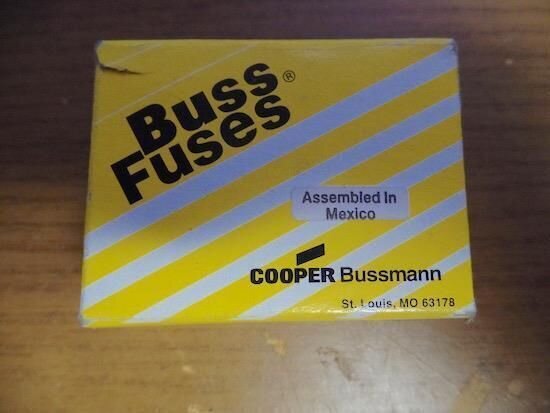 Buss®
Fuses
Assembled In
Mexico
COOPER Bussmann
St. Louis, MO 63178